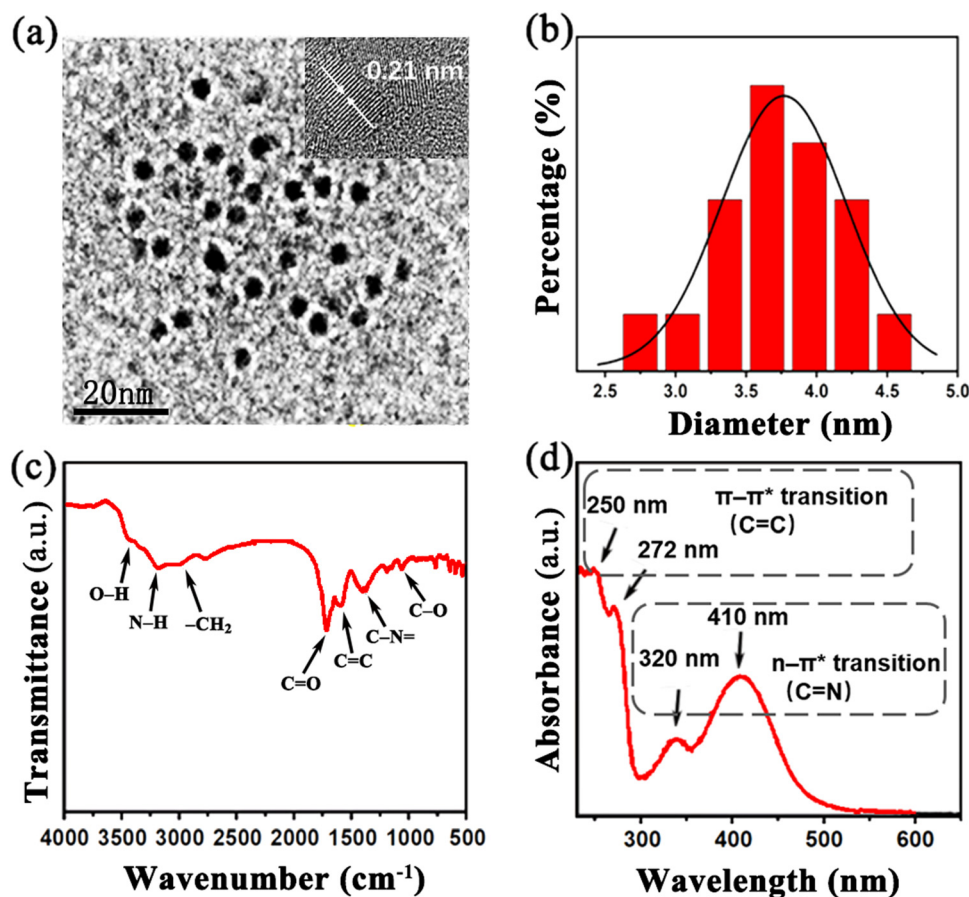 (a)
0.21 nm
20nm
(b)
Percentage (%)
2.5 3.0 3.5 4.0 4.5 5.0
Diameter (nm)
(c)
Transmittance (a.u.)
O–H
N–H
–CH₂
C=O
C=C
C–N=
C–O
4000 3500 3000 2500 2000 1500 1000 500
Wavenumber (cm⁻¹)
(d)
Absorbance (a.u.)
250 nm
π–π* transition
(C=C)
272 nm
410 nm
320 nm
n–π* transition
(C=N)
300 400 500 600
Wavelength (nm)